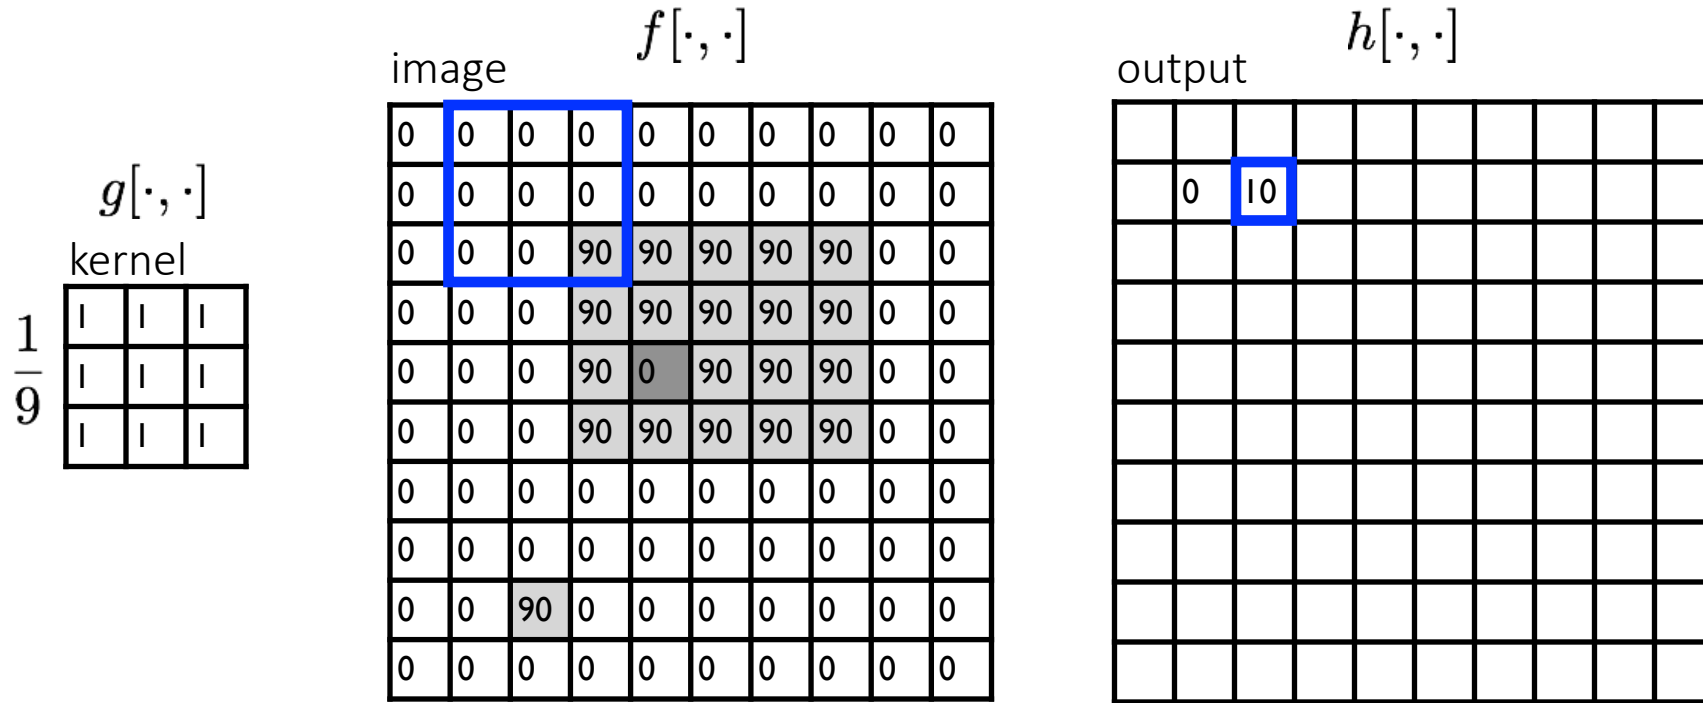 f[·, ·]
h[·, ·]
image
output
g[·, ·]
kernel
1/9
1 1 1
1 1 1
1 1 1
0 0 0 0 0 0 0 0 0 0
0 0 0 0 0 0 0 0 0 0
0 0 0 90 90 90 90 90 0 0
0 0 0 90 90 90 90 90 0 0
0 0 0 90 0 90 90 90 0 0
0 0 0 90 90 90 90 90 0 0
0 0 0 0 0 0 0 0 0 0
0 0 0 0 0 0 0 0 0 0
0 0 90 0 0 0 0 0 0 0
0 0 0 0 0 0 0 0 0 0
0 10